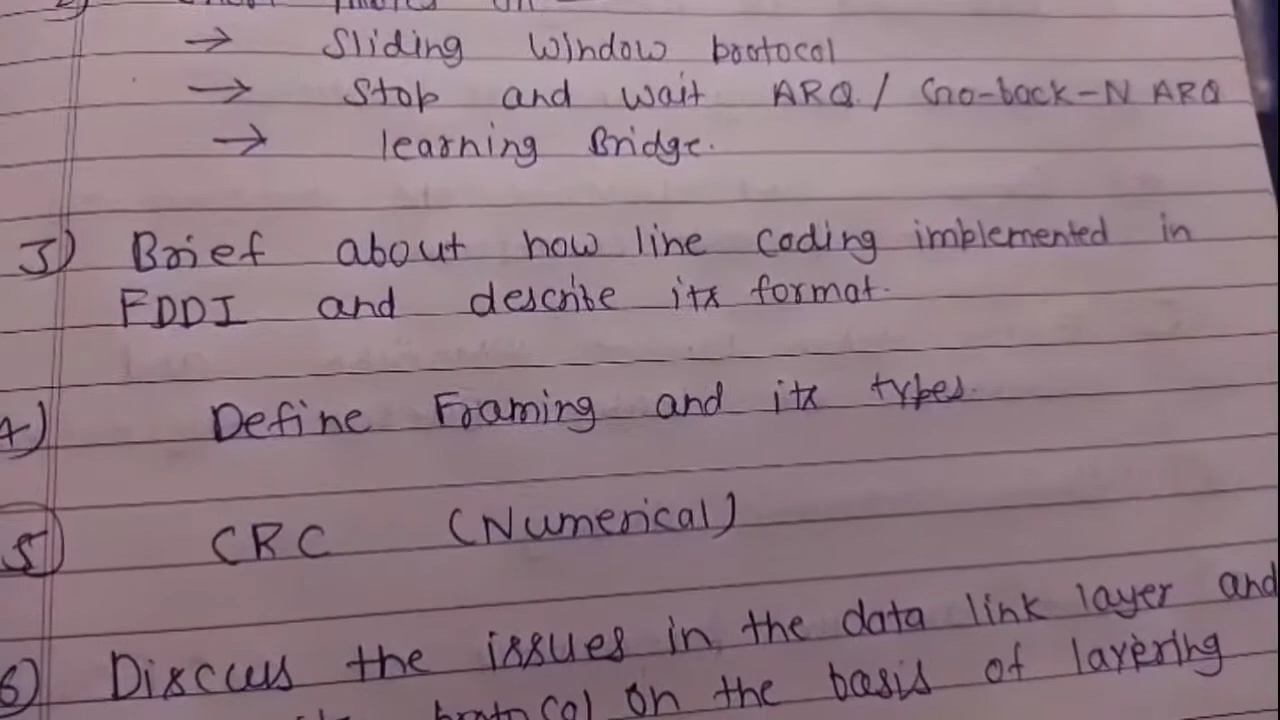 → Sliding Window protocol
→ Stop and wait ARQ / Go-back-N ARQ
→ learning Bridge.
3) Brief about how line coding implemented in
FDDI and describe its format.
4) Define Framing and its types.
5) CRC (Numerical)
6) Discuss the issues in the data link layer and
protocol on the basis of layering